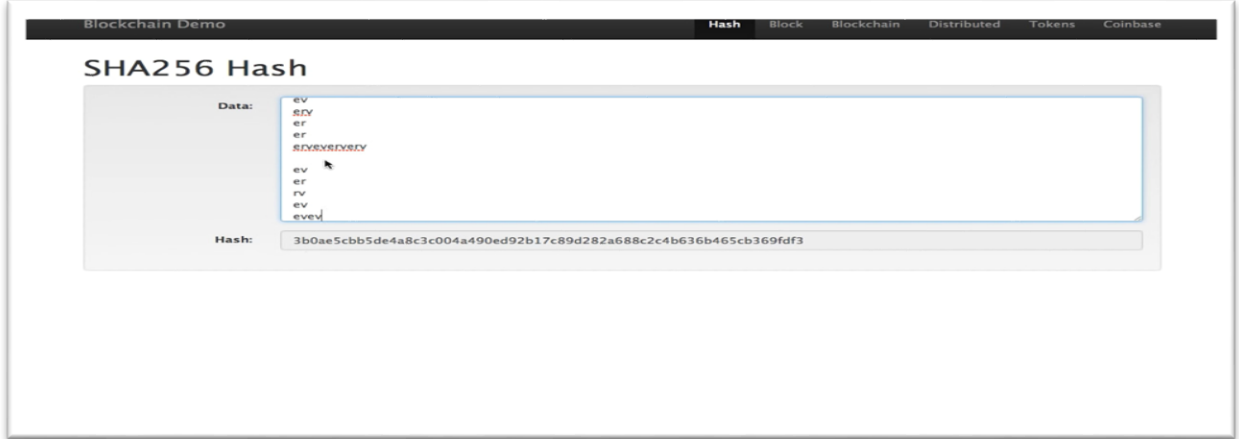 Blockchain Demo
Hash Block Blockchain Distributed Tokens Coinbase
SHA256 Hash
Data:
ev
ery
er
er
erveververy
ev
er
rv
ev
evev
Hash:
3b0ae5cbb5de4a8c3c004a490ed92b17c89d282a688c2c4b636b465cb369fdf3